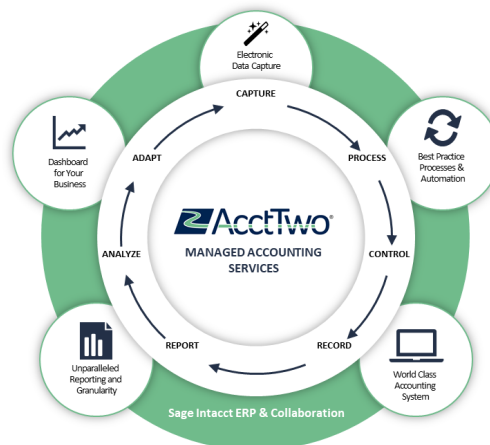 Electronic
Data Capture
CAPTURE
Dashboard
for Your
Business
ADAPT
PROCESS
Best Practice
Processes &
Automation
AcctTwo®
MANAGED ACCOUNTING
SERVICES
ANALYZE
CONTROL
REPORT
RECORD
Unparalleled
Reporting and
Granularity
World Class
Accounting
System
Sage Intacct ERP & Collaboration